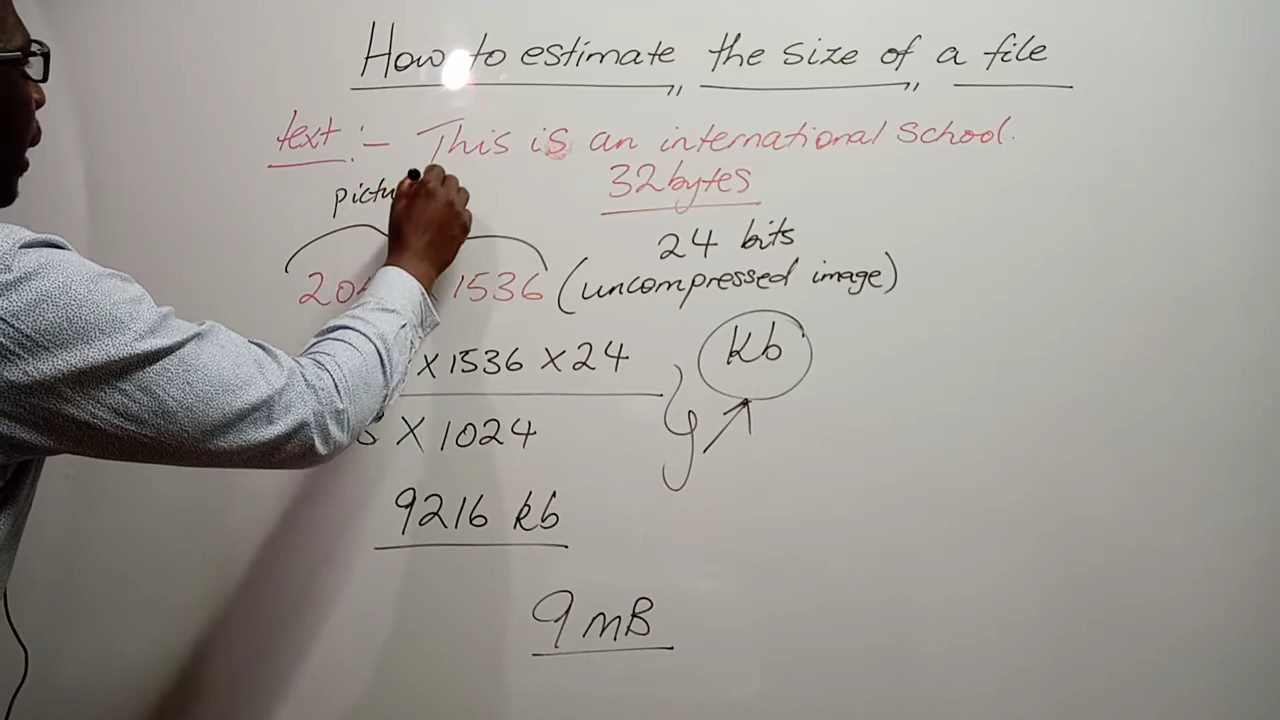 How to estimate the size of a file
text :- This is an international school.
32bytes
24 bits
1536 (uncompressed image)
x 1536 x 24
kb
x 1024
9216 kb
9 mB